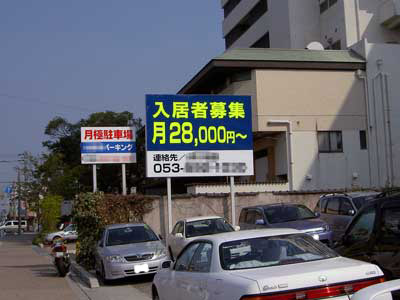 月極駐車場
パーキング
入居者募集
月28,000円～
連絡先／
053-